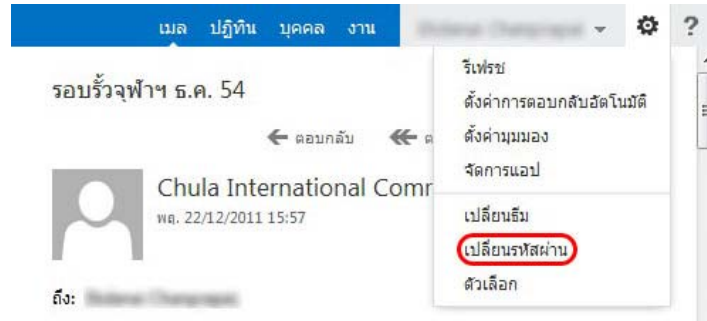 เมล ปฏิทิน บุคคล งาน
?
รีเฟรช
ตั้งค่าการตอบกลับอัตโนมัติ
ตั้งค่ามุมมอง
จัดการแอป
เปลี่ยนธีม
เปลี่ยนรหัสผ่าน
ตัวเลือก
รอบรั้วจุฬาฯ ธ.ค. 54
ตอบกลับ ต
Chula International Comm
พฤ. 22/12/2011 15:57
ถึง: